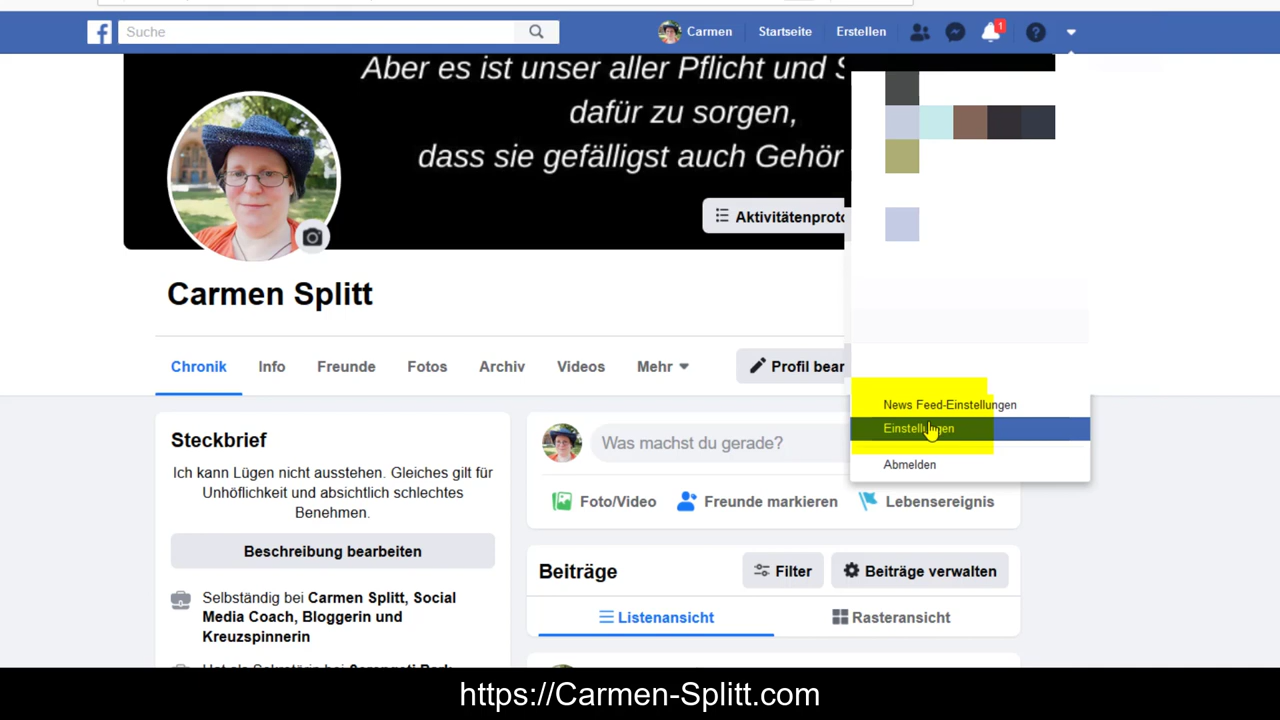 f
Suche
Carmen
Startseite
Erstellen
1
?
Aber es ist unser aller Pflicht und
dafür zu sorgen,
dass sie gefälligst auch Gehör
Aktivitätenproto
Carmen Splitt
Chronik
Info
Freunde
Fotos
Archiv
Videos
Mehr
Profil bear
News Feed-Einstellungen
Einstellungen
Abmelden
Steckbrief
Ich kann Lügen nicht ausstehen. Gleiches gilt für
Unhöflichkeit und absichtlich schlechtes
Benehmen.
Beschreibung bearbeiten
Selbständig bei Carmen Splitt, Social
Media Coach, Bloggerin und
Kreuzspinnerin
Was machst du gerade?
Foto/Video
Freunde markieren
Lebensereignis
Beiträge
Filter
Beiträge verwalten
Listenansicht
Rasteransicht
https://Carmen-Splitt.com